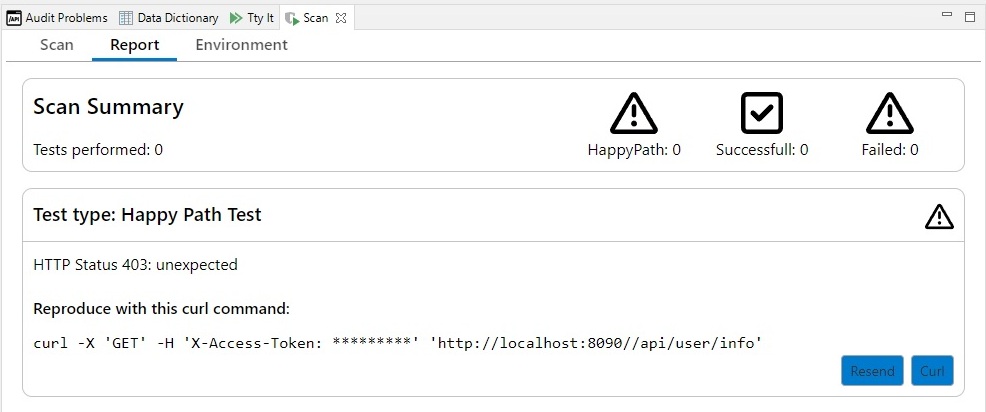 /API Audit Problems Data Dictionary Tty It Scan
Scan Report Environment
Scan Summary
Tests performed: 0
HappyPath: 0 Successfull: 0 Failed: 0
Test type: Happy Path Test
HTTP Status 403: unexpected
Reproduce with this curl command:
curl -X 'GET' -H 'X-Access-Token: *********' 'http://localhost:8090//api/user/info'
Resend Curl